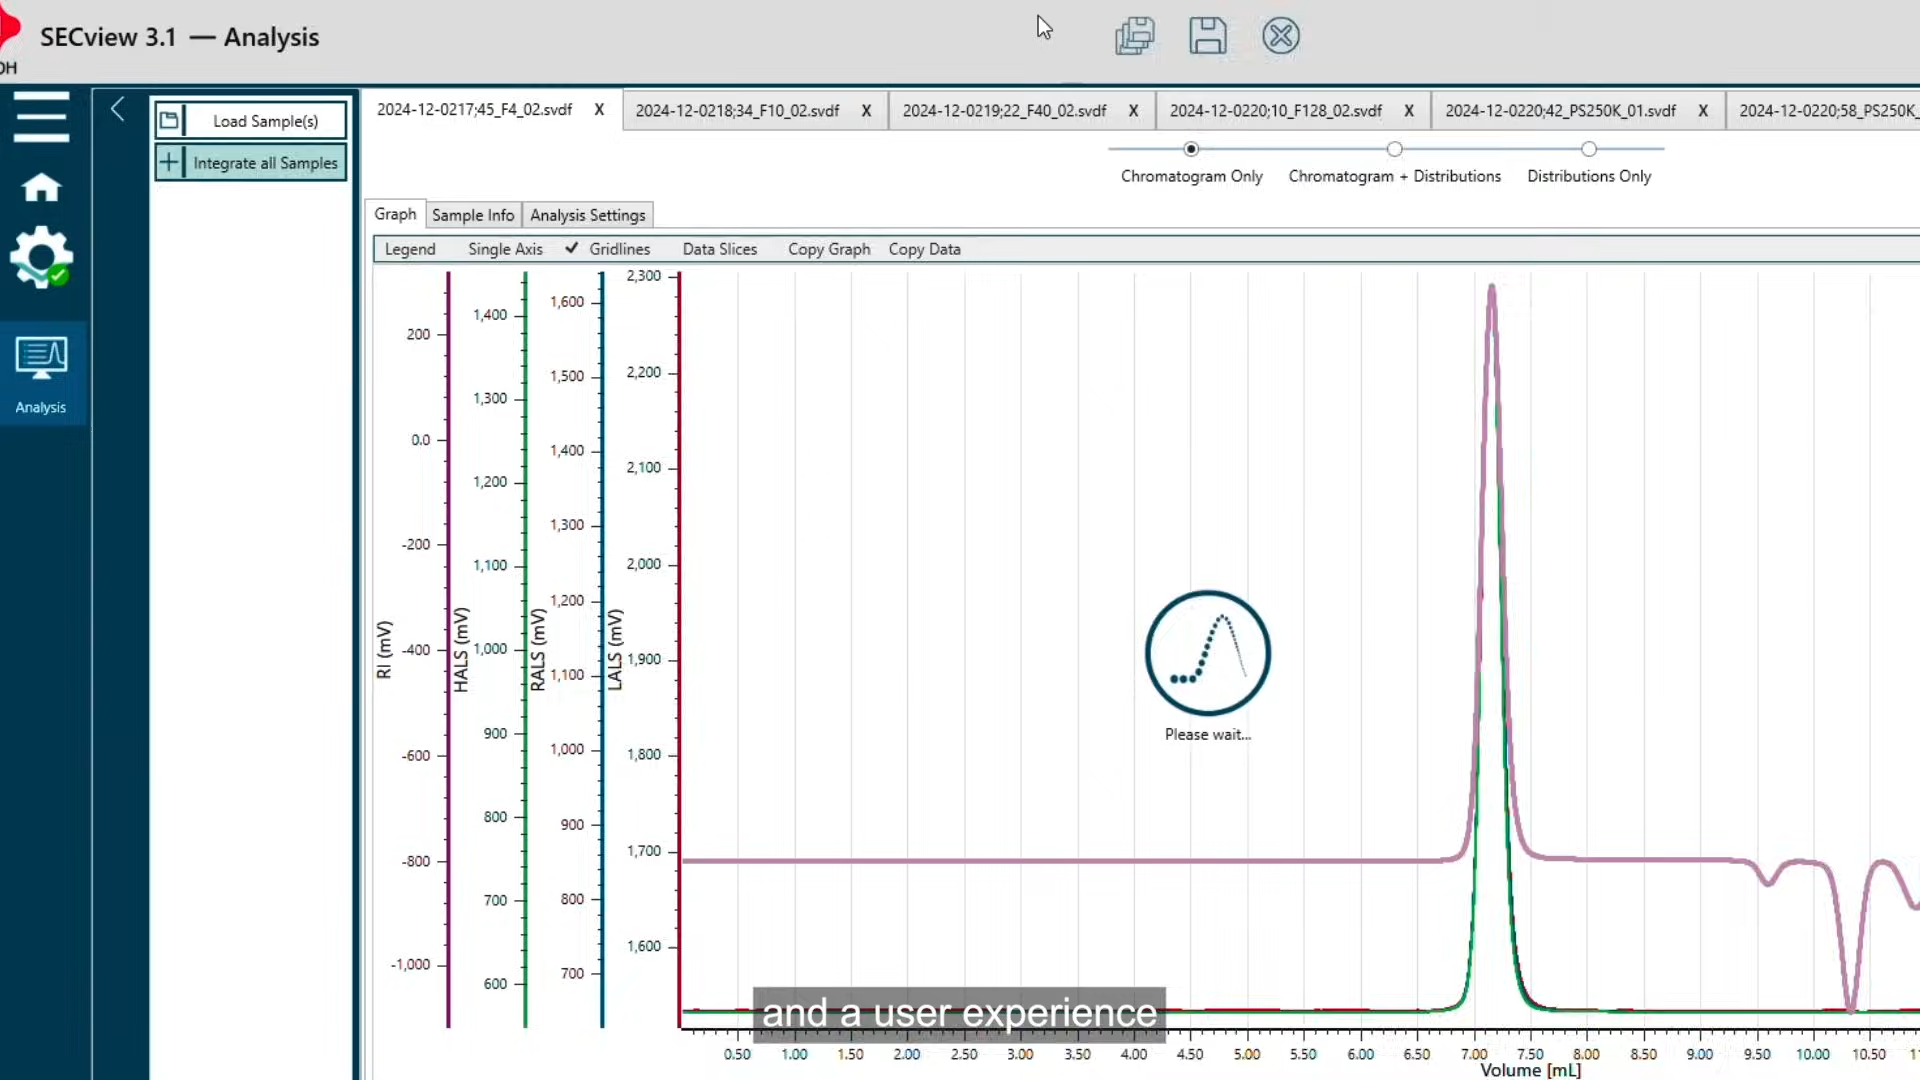 SECview 3.1 — Analysis
OH
Analysis
Load Sample(s)
Integrate all Samples
2024-12-0217;45_F4_02.svdf X
2024-12-0218;34_F10_02.svdf X
2024-12-0219;22_F40_02.svdf X
2024-12-0220;10_F128_02.svdf X
2024-12-0220;42_PS250K_01.svdf X
2024-12-0220;58_PS250K_
Chromatogram Only Chromatogram + Distributions Distributions Only
Graph Sample Info Analysis Settings
Legend Single Axis ✓ Gridlines Data Slices Copy Graph Copy Data
RI (mV)
200
0.0
-200
-400
-600
-800
-1,000
HALS (mV)
1,400
1,300
1,200
1,100
1,000
900
800
700
600
RALS (mV)
1,600
1,500
1,400
1,300
1,200
1,100
1,000
900
800
700
LALS (mV)
2,300
2,200
2,100
2,000
1,900
1,800
1,700
1,600
Please wait...
and a user experience
0.50 1.00 1.50 2.00 2.50 3.00 3.50 4.00 4.50 5.00 5.50 6.00 6.50 7.00 7.50 8.00 8.50 9.00 9.50 10.00 10.50
Volume [mL]